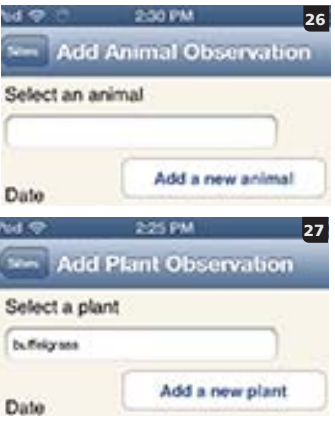 2:30 PM
26
Add Animal Observation
Select an animal
Add a new animal
Date
2:25 PM
27
Add Plant Observation
Select a plant
buffelgrass
Add a new plant
Date